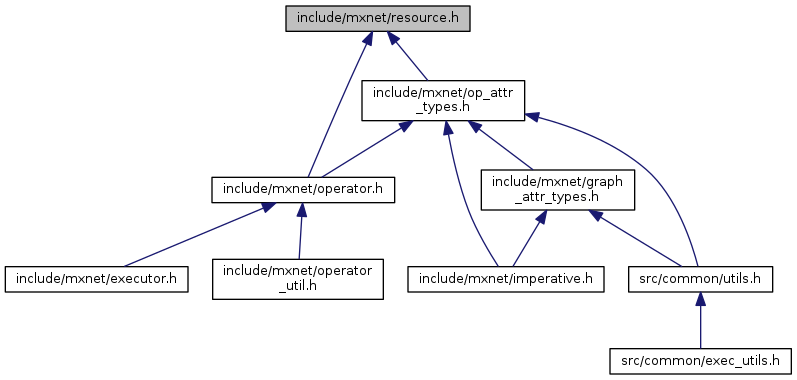 include/mxnet/resource.h
include/mxnet/op_attr
_types.h
include/mxnet/operator.h
include/mxnet/graph
_attr_types.h
include/mxnet/executor.h
include/mxnet/operator
_util.h
include/mxnet/imperative.h
src/common/utils.h
src/common/exec_utils.h